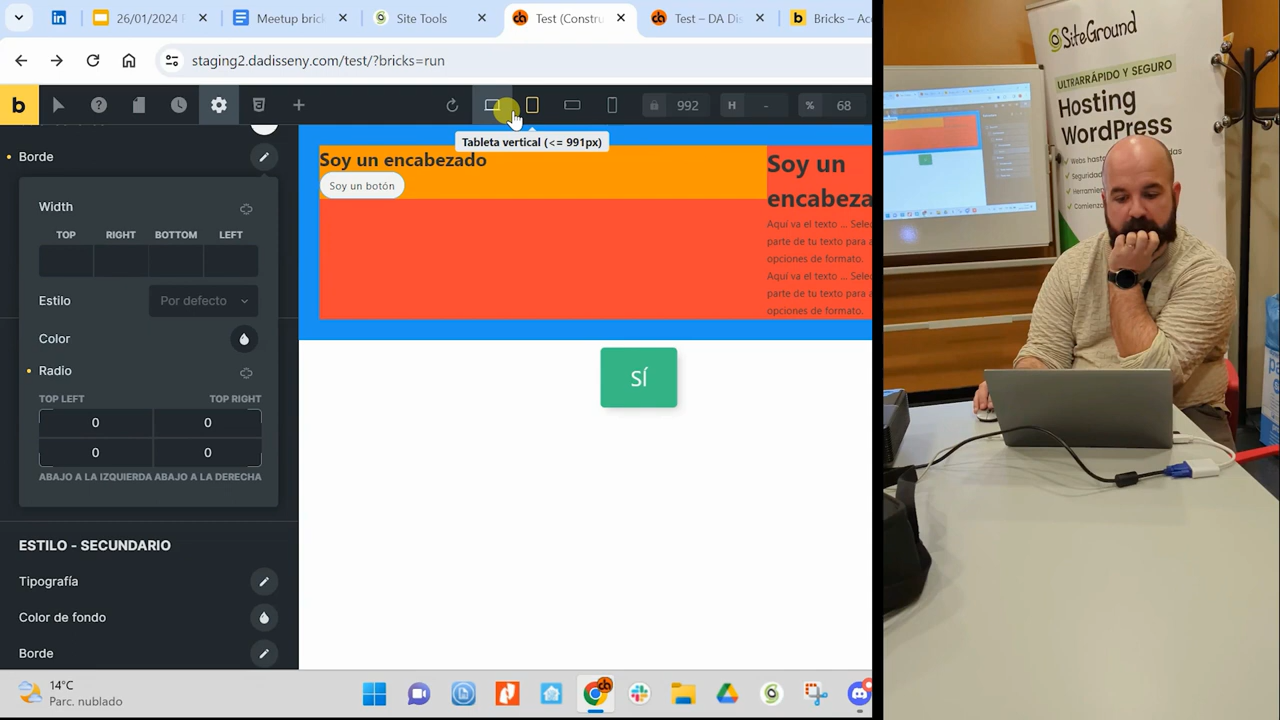 26/01/2024 F
Meetup bric
Site Tools
Test (Constru
Test – DA Dis
Bricks – Ac
staging2.dadisseny.com/test/?bricks=run
b
992
H
-
%
68
Tableta vertical (<= 991px)
Borde
Width
TOP
RIGHT
BOTTOM
LEFT
Estilo
Por defecto
Color
Radio
TOP LEFT
TOP RIGHT
0
0
0
0
ABAJO A LA IZQUIERDA
ABAJO A LA DERECHA
ESTILO - SECUNDARIO
Tipografía
Color de fondo
Borde
Soy un encabezado
Soy un botón
Soy un
encabeza
Aquí va el texto ... Selec
parte de tu texto para a
opciones de formato.
Aquí va el texto ... Selec
parte de tu texto para a
opciones de formato.
SÍ
14°C
Parc. nublado
SiteGround
ULTRARRÁPIDO Y SEGURO
Hosting
WordPress